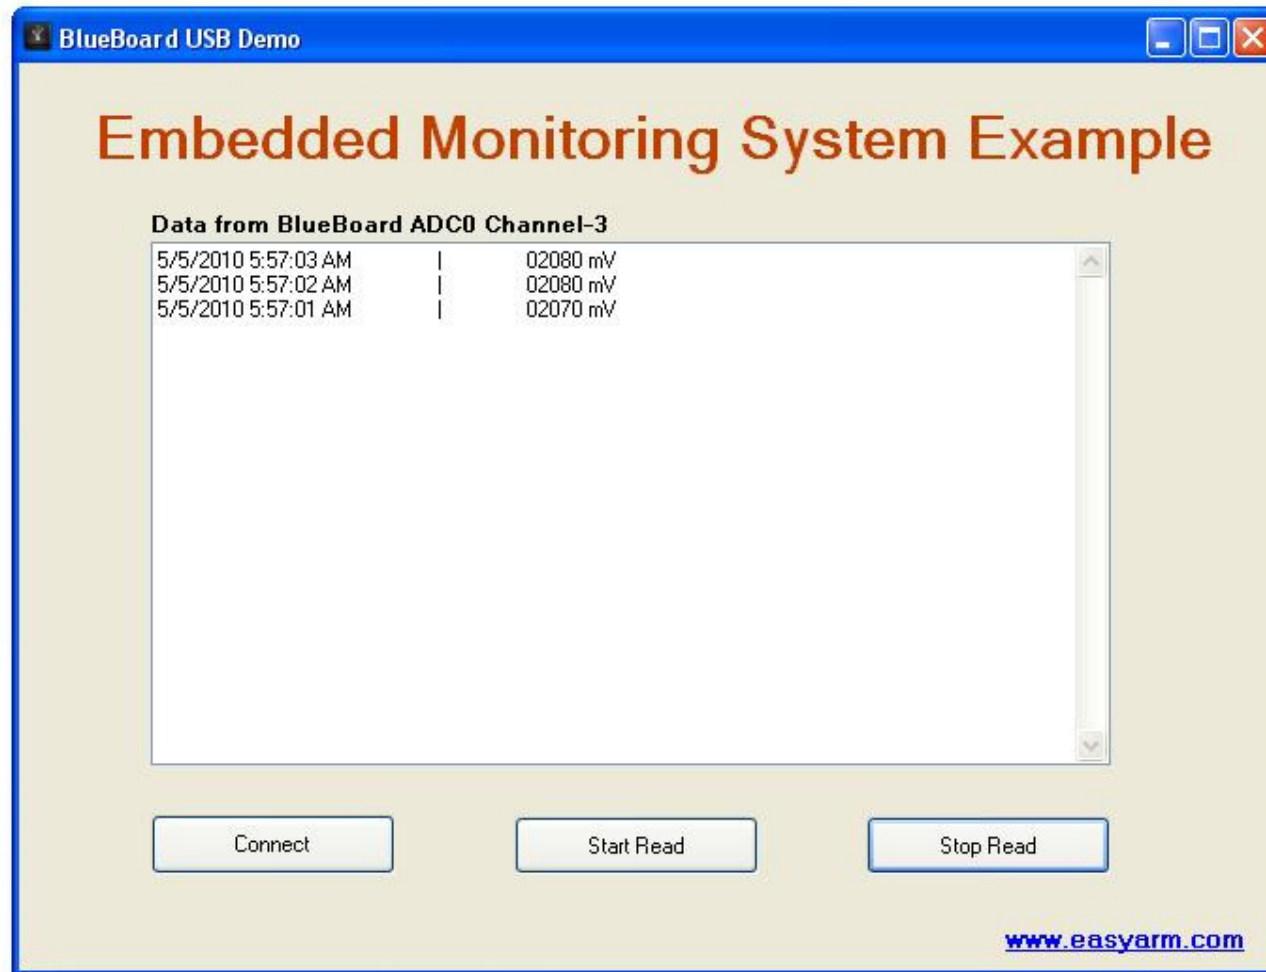 BlueBoard USB Demo
Embedded Monitoring System Example
Data from BlueBoard ADC0 Channel-3
5/5/2010 5:57:03 AM | 02080 mV
5/5/2010 5:57:02 AM | 02080 mV
5/5/2010 5:57:01 AM | 02070 mV
Connect Start Read Stop Read
www.easyarm.com